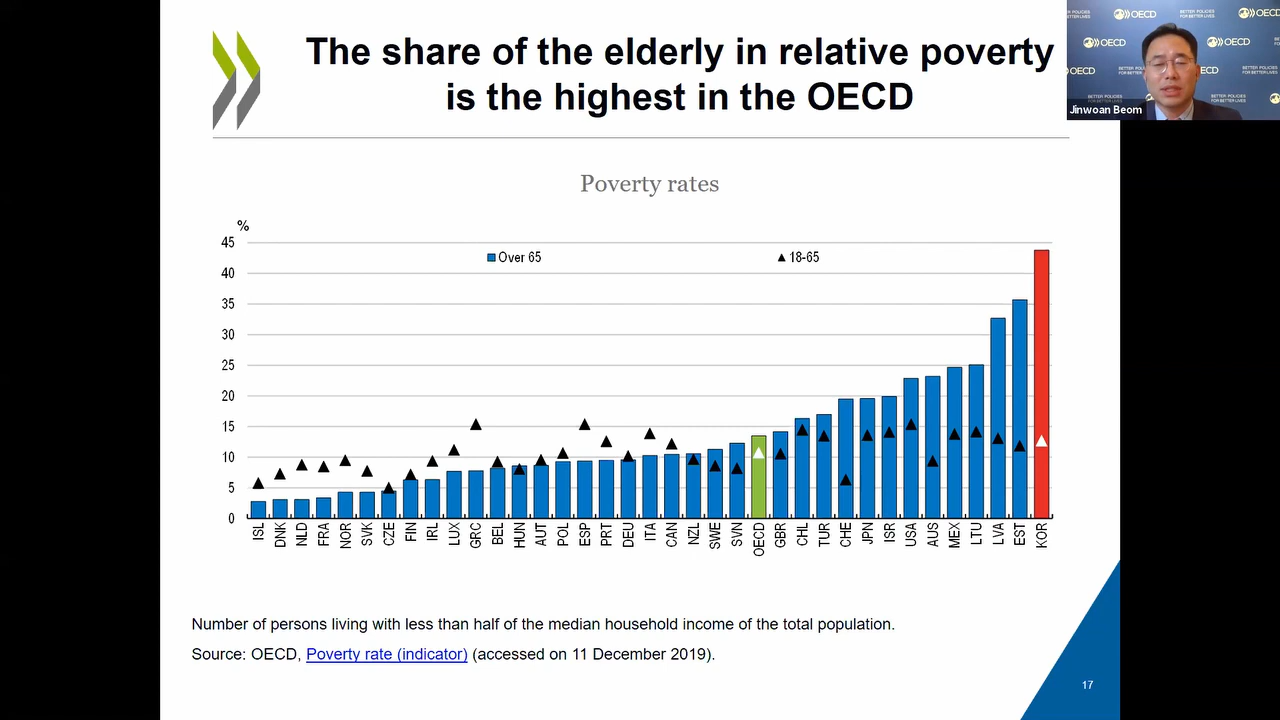 The share of the elderly in relative poverty
is the highest in the OECD
BETTER POLICIES
FOR BETTER LIVES
OECD
Jinwoan Beom
Poverty rates
%
45
40
35
30
25
20
15
10
5
0
Over 65
18-65
ISL
DNK
NLD
FRA
NOR
SVK
CZE
FIN
IRL
LUX
GRC
BEL
HUN
AUT
POL
ESP
PRT
DEU
ITA
CAN
NZL
SWE
SVN
OECD
GBR
CHL
TUR
CHE
JPN
ISR
USA
AUS
MEX
LTU
LVA
EST
KOR
Number of persons living with less than half of the median household income of the total population.
Source: OECD, Poverty rate (indicator) (accessed on 11 December 2019).
17